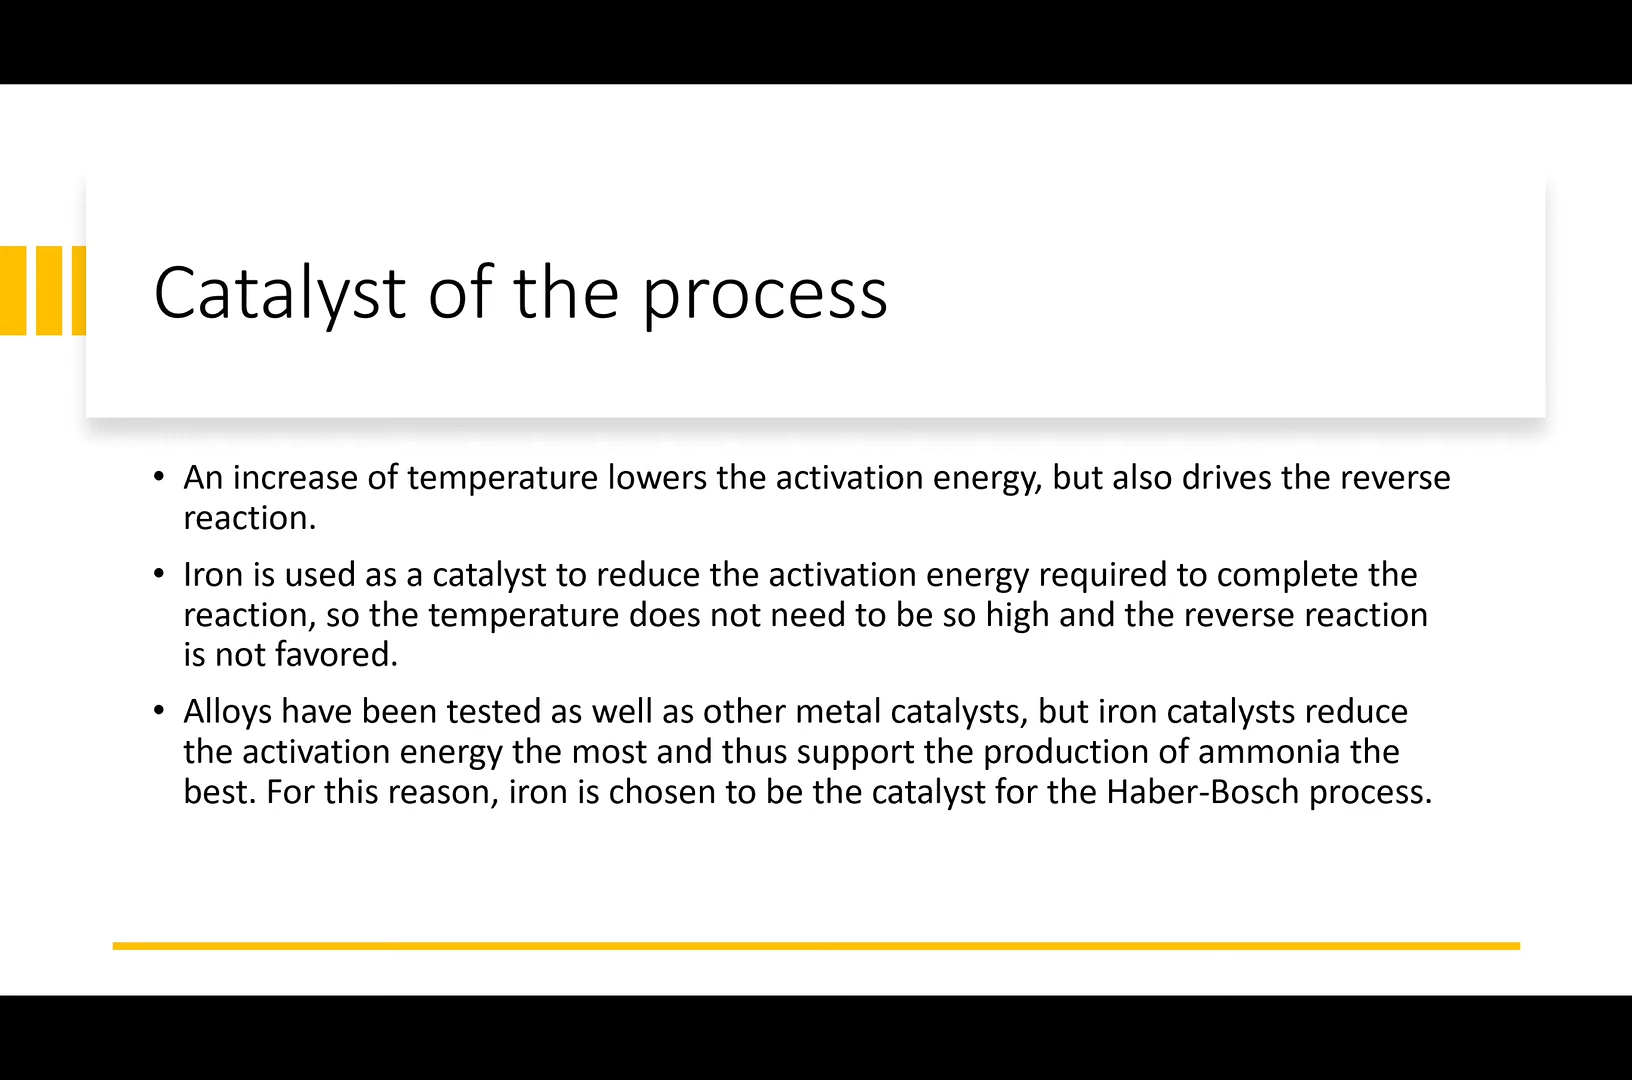 Catalyst of the process
• An increase of temperature lowers the activation energy, but also drives the reverse
reaction.
• Iron is used as a catalyst to reduce the activation energy required to complete the
reaction, so the temperature does not need to be so high and the reverse reaction
is not favored.
• Alloys have been tested as well as other metal catalysts, but iron catalysts reduce
the activation energy the most and thus support the production of ammonia the
best. For this reason, iron is chosen to be the catalyst for the Haber-Bosch process.